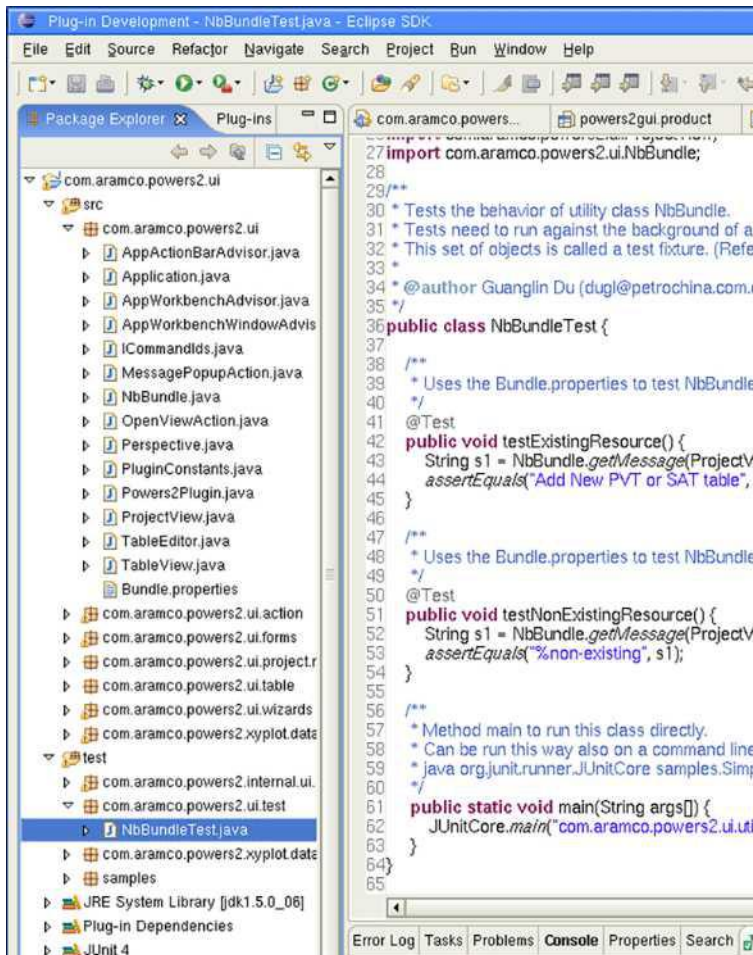 Plug-in Development - NbBundleTest.java - Eclipse SDK
File Edit Source Refactor Navigate Search Project Run Window Help
Package Explorer Plug-ins
com.aramco.powers2.ui
src
com.aramco.powers2.ui
AppActionBarAdvisor.java
Application.java
AppWorkbenchAdvisor.java
AppWorkbenchWindowAdvis
ICommandIds.java
MessagePopupAction.java
NbBundle.java
OpenViewAction.java
Perspective.java
PluginConstants.java
Powers2Plugin.java
ProjectView.java
TableEditor.java
TableView.java
Bundle.properties
com.aramco.powers2.ui.action
com.aramco.powers2.ui.forms
com.aramco.powers2.ui.project.r
com.aramco.powers2.ui.table
com.aramco.powers2.ui.wizards
com.aramco.powers2.xyplot.data
test
com.aramco.powers2.internal.ui.
com.aramco.powers2.ui.test
NbBundleTest.java
com.aramco.powers2.xyplot.data
samples
JRE System Library [jdk1.5.0_06]
Plug-in Dependencies
JUnit 4
com.aramco.powers... powers2gui.product
27 import com.aramco.powers2.ui.NbBundle;
28
29 /**
30 * Tests the behavior of utility class NbBundle.
31 * Tests need to run against the background of a
32 * This set of objects is called a test fixture. (Refe
33 *
34 * @author Guanglin Du (dugl@petrochina.com.
35 */
36 public class NbBundleTest {
37
38 /**
39 * Uses the Bundle.properties to test NbBundle
40 */
41 @Test
42 public void testExistingResource() {
43 String s1 = NbBundle.getMessage(ProjectV
44 assertEquals("Add New PVT or SAT table",
45 }
46
47 /**
48 * Uses the Bundle.properties to test NbBundle
49 */
50 @Test
51 public void testNonExistingResource() {
52 String s1 = NbBundle.getMessage(ProjectV
53 assertEquals("%non-existing", s1);
54 }
55
56 /**
57 * Method main to run this class directly.
58 * Can be run this way also on a command line
59 * java org.junit.runner.JUnitCore samples.Simp
60 */
61 public static void main(String args[]) {
62 JUnitCore.main("com.aramco.powers2.ui.uti
63 }
64 }
65
Error Log Tasks Problems Console Properties Search